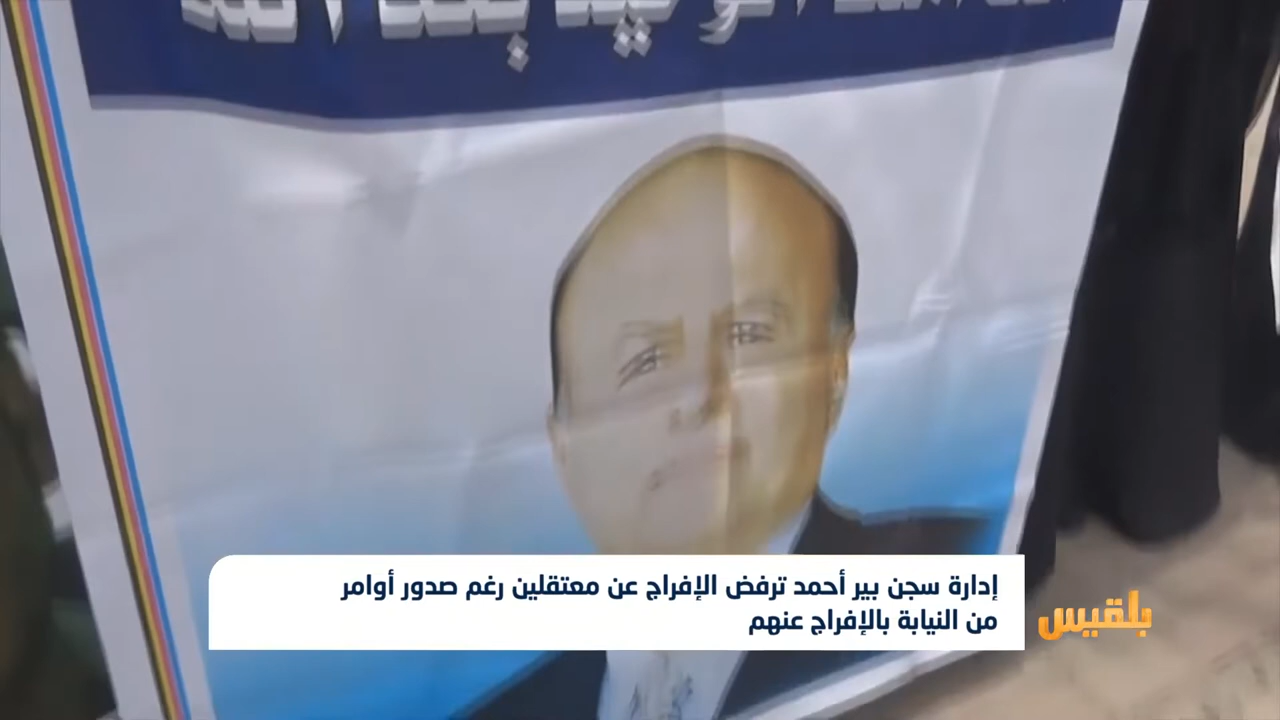 إدارة سجن بير أحمد ترفض الإفراج عن معتقلين رغم صدور أوامر
من النيابة بالإفراج عنهم
بلقيس